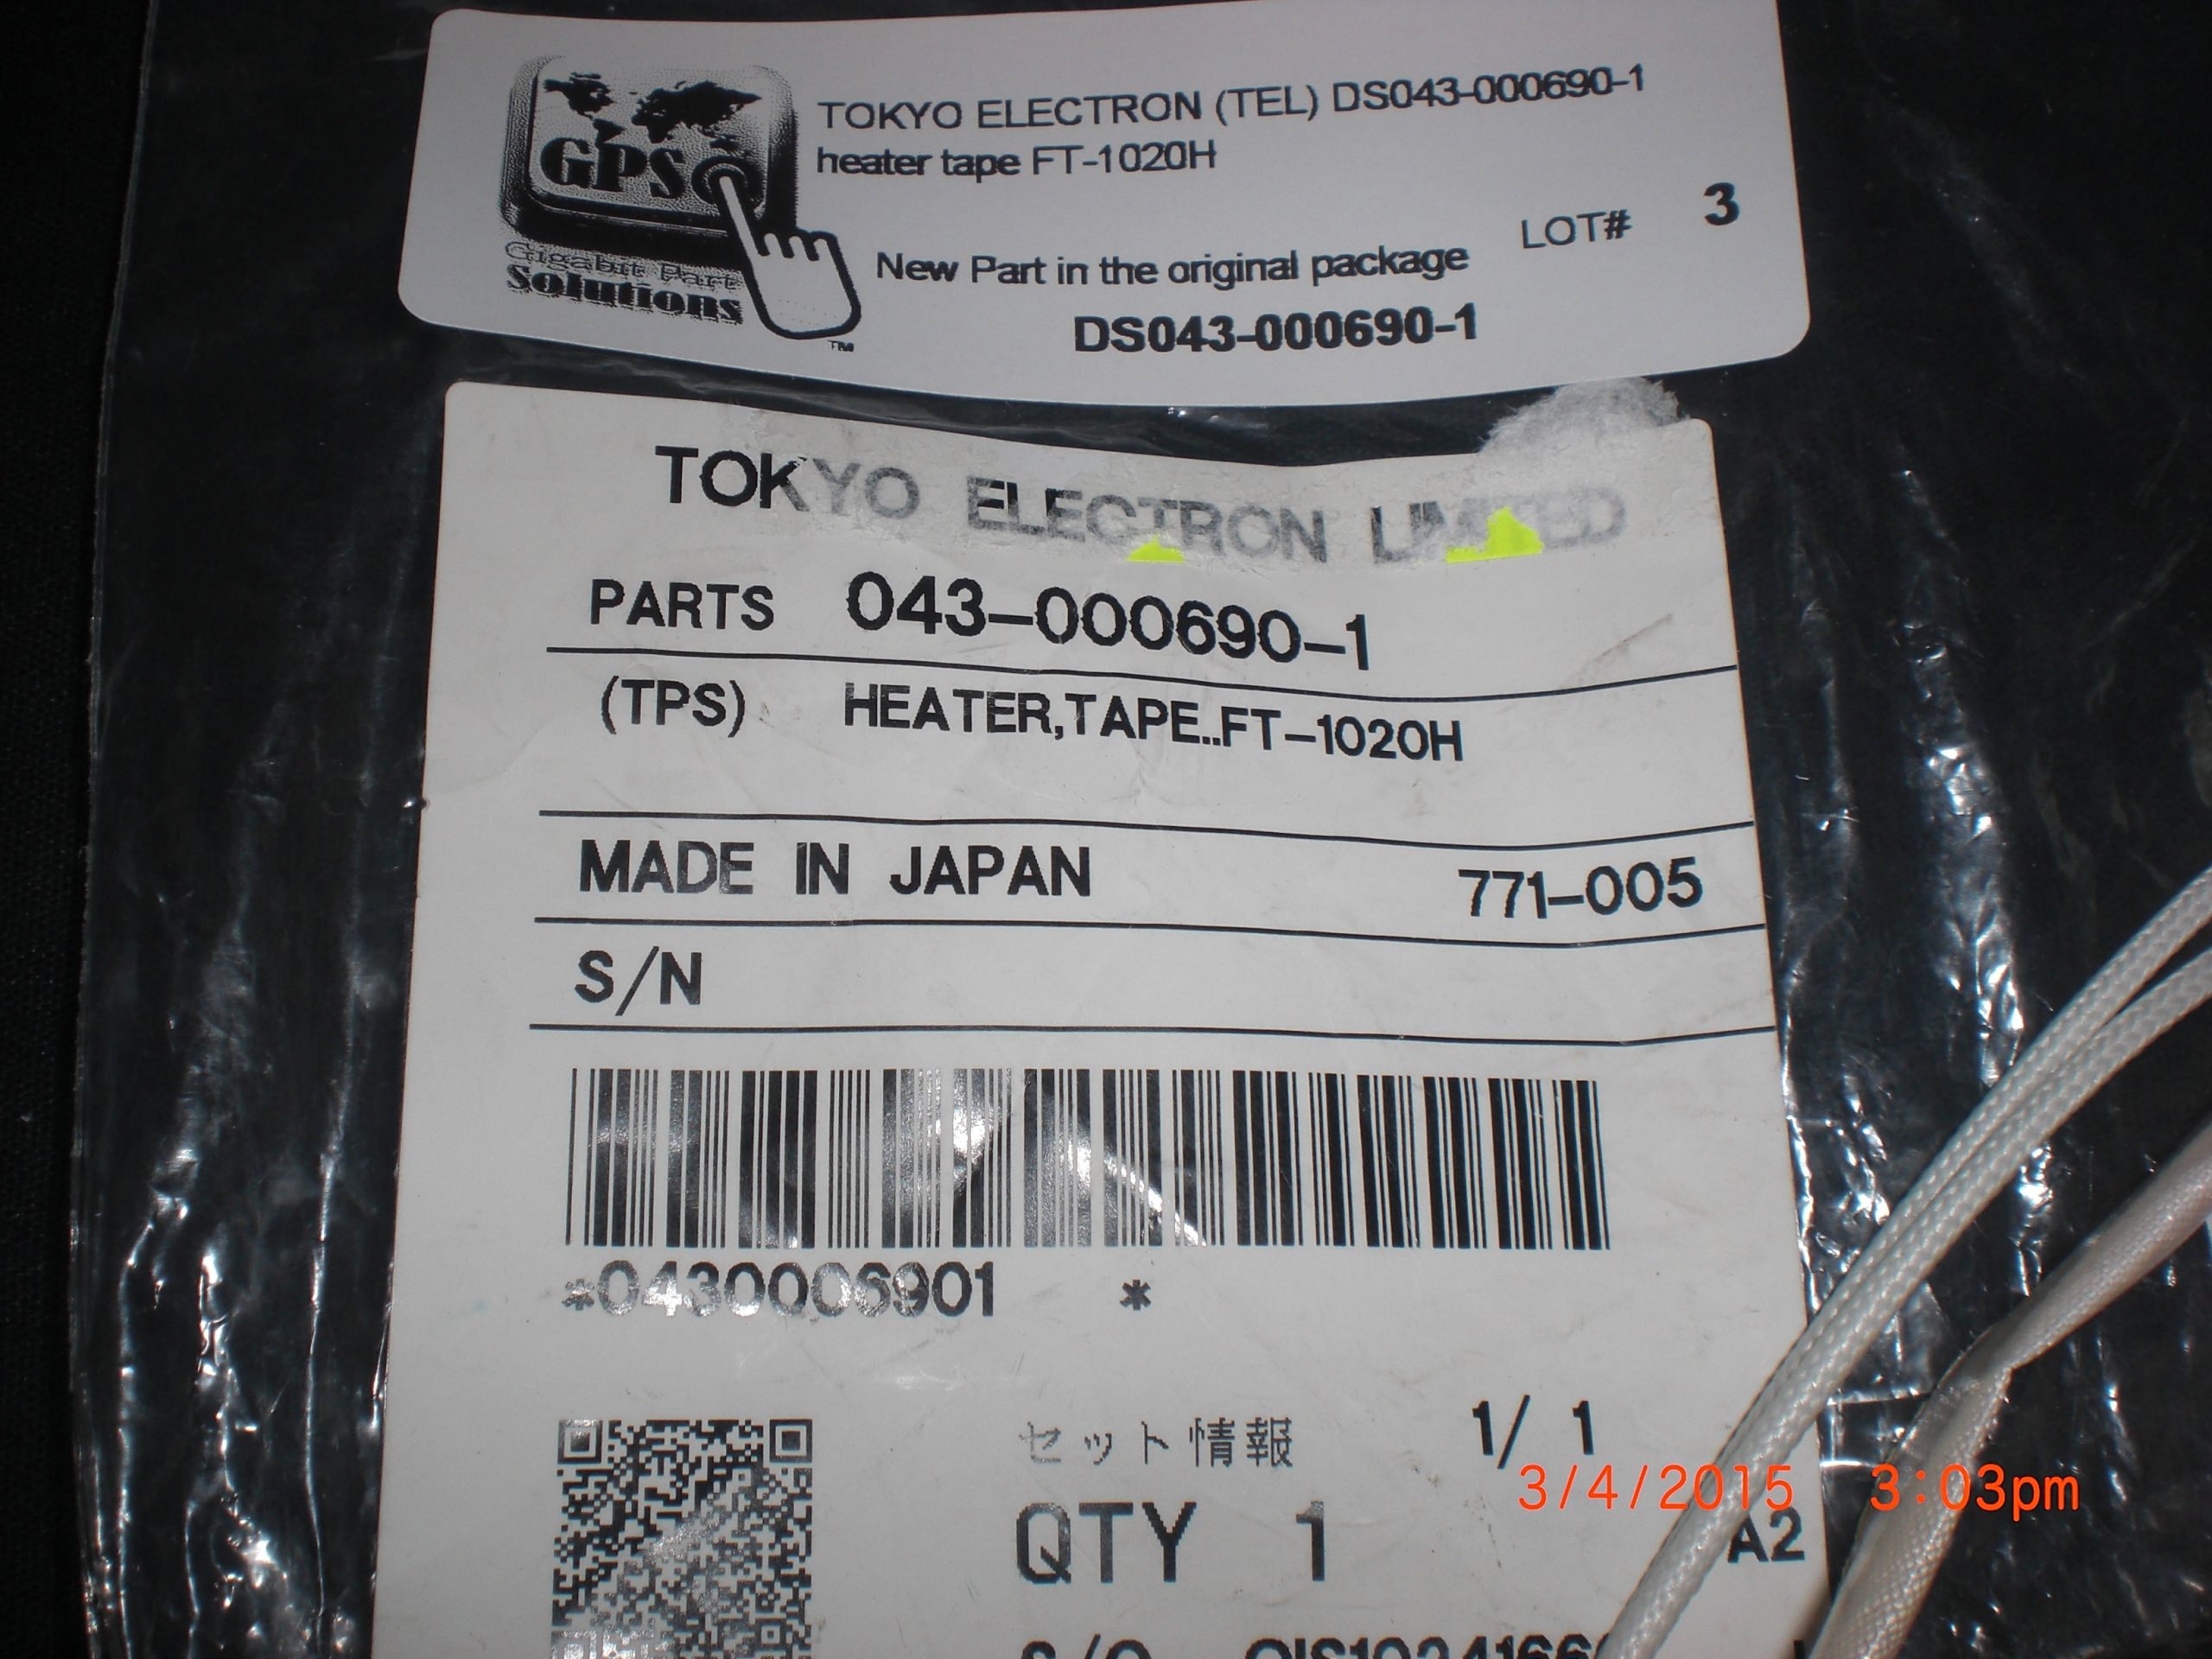 TOKYO ELECTRON (TEL) DS043-000690-1
heater tape FT-1020H
GPS
Gigabit Part
Solutions
TM
LOT# 3
New Part in the original package
DS043-000690-1
TOKYO ELECTRON LIMITED
PARTS 043-000690-1
(TPS) HEATER,TAPE..FT-1020H
MADE IN JAPAN 771-005
S/N
*0430006901 *
セット情報 1/ 1
3/4/2015 3:03pm
QTY 1 A2